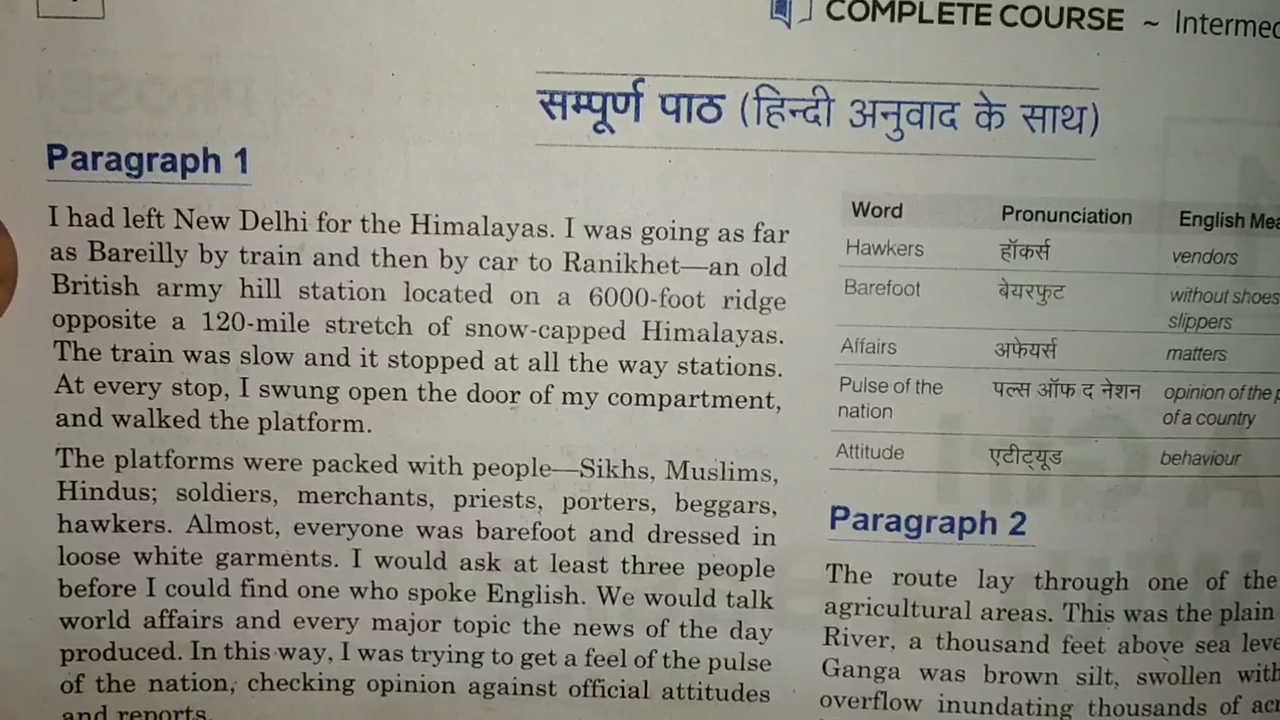 COMPLETE COURSE ~ Intermed
सम्पूर्ण पाठ (हिन्दी अनुवाद के साथ)
Paragraph 1
I had left New Delhi for the Himalayas. I was going as far
as Bareilly by train and then by car to Ranikhet—an old
British army hill station located on a 6000-foot ridge
opposite a 120-mile stretch of snow-capped Himalayas.
The train was slow and it stopped at all the way stations.
At every stop, I swung open the door of my compartment,
and walked the platform.
The platforms were packed with people—Sikhs, Muslims,
Hindus; soldiers, merchants, priests, porters, beggars,
hawkers. Almost, everyone was barefoot and dressed in
loose white garments. I would ask at least three people
before I could find one who spoke English. We would talk
world affairs and every major topic the news of the day
produced. In this way, I was trying to get a feel of the pulse
of the nation, checking opinion against official attitudes
and reports.
Word Pronunciation English Mea
Hawkers हॉकर्स vendors
Barefoot बेयरफुट without shoes
slippers
Affairs अफेयर्स matters
Pulse of the पल्स ऑफ द नेशन opinion of the p
nation of a country
Attitude एटीट्यूड behaviour
Paragraph 2
The route lay through one of the
agricultural areas. This was the plain
River, a thousand feet above sea leve
Ganga was brown silt, swollen with
overflow inundating thousands of acr